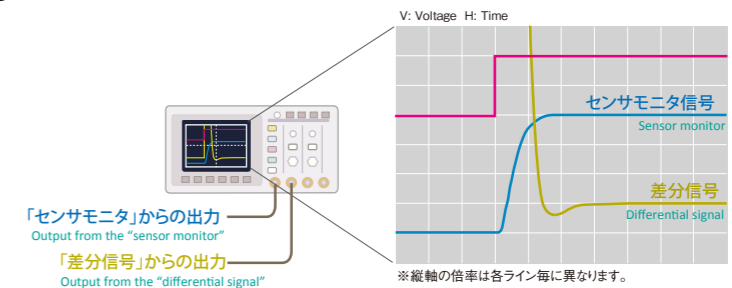 V: Voltage H: Time
センサモニタ信号
Sensor monitor
差分信号
Differential signal
「センサモニタ」からの出力
Output from the “sensor monitor”
「差分信号」からの出力
Output from the “differential signal”
※縦軸の倍率は各ライン毎に異なります。